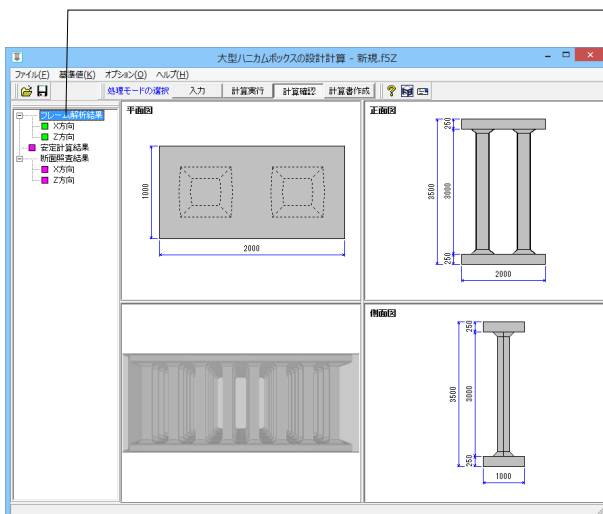 大型ハニカムボックスの設計計算 - 新規.f5Z
ファイル(F) 基準値(K) オプション(O) ヘルプ(H)
処理モードの選択 入力 計算実行 計算確認 計算書作成
フレーム解析結果
X方向
Z方向
安定計算結果
断面照査結果
X方向
Z方向
平面図
1000
2000
正面図
250
3500
3000
250
2000
側面図
250
3500
3000
250
1000